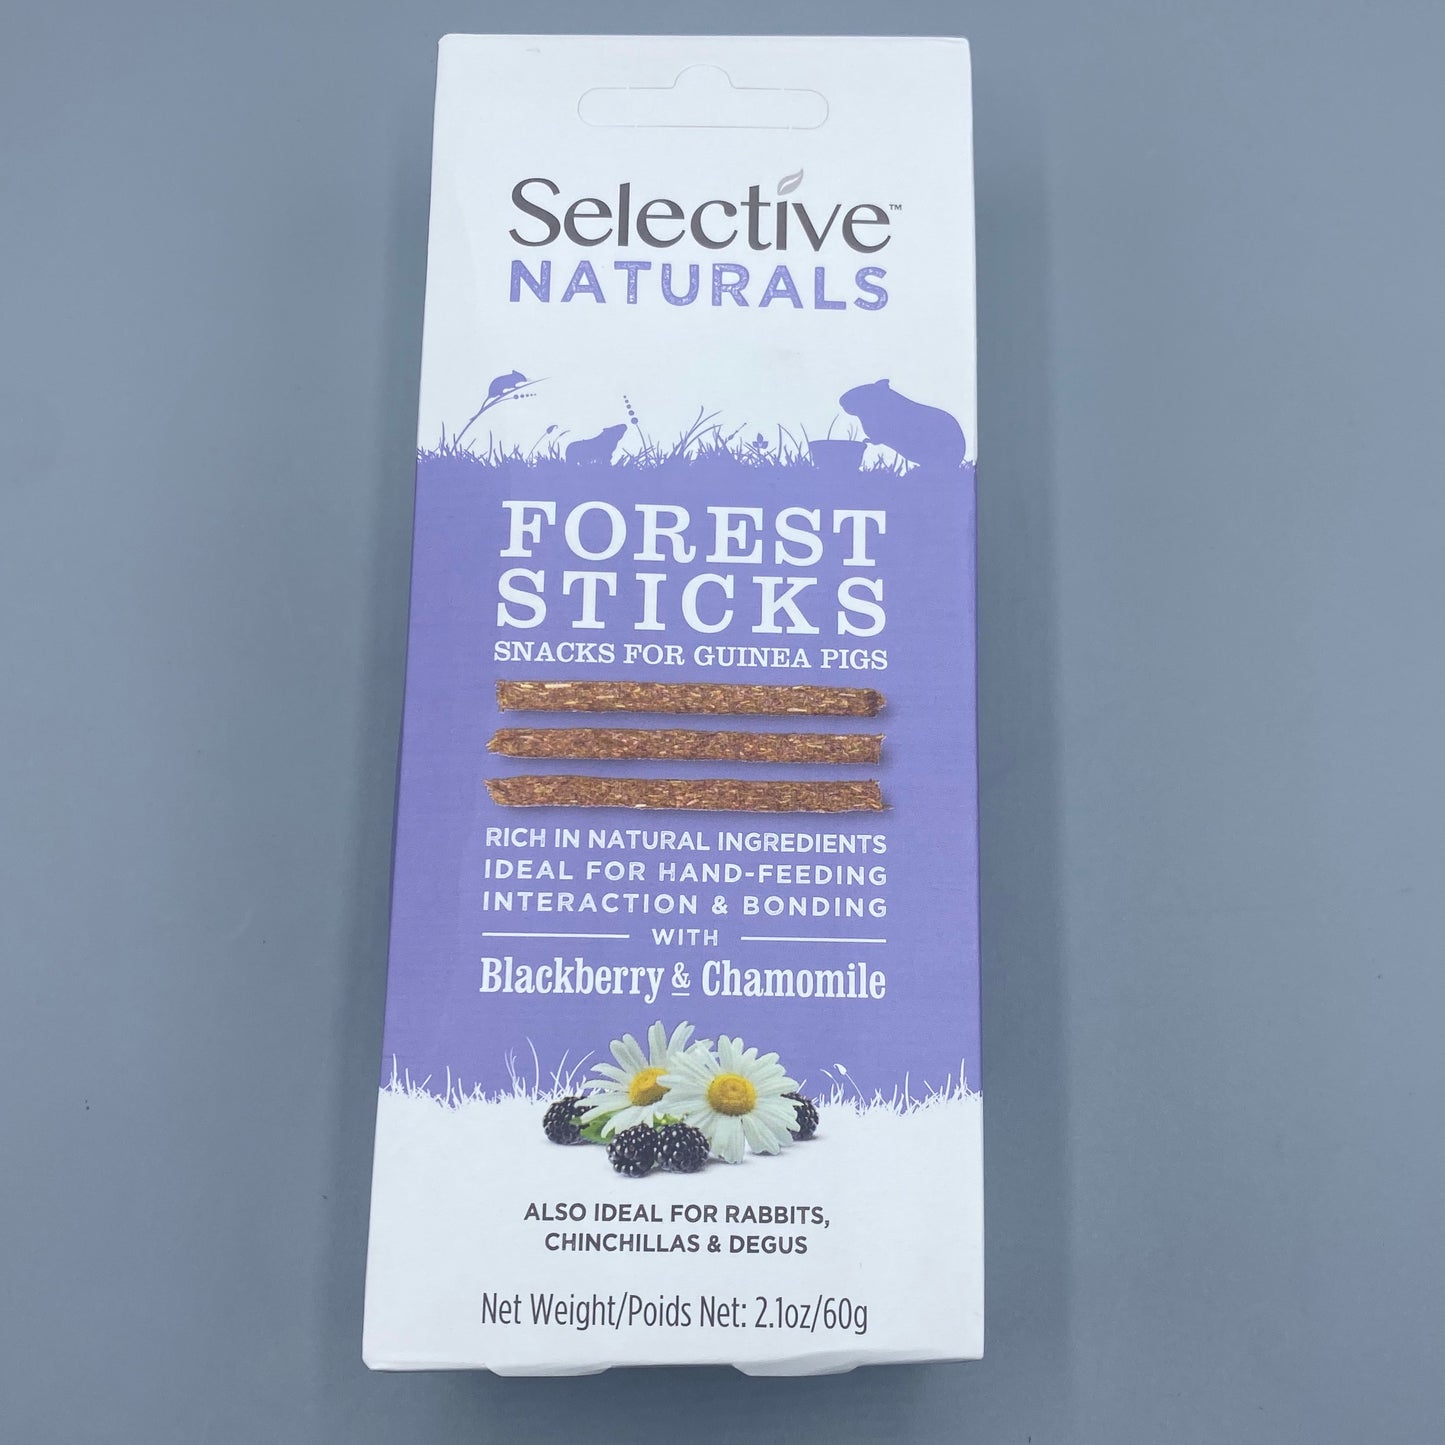 Selective™
NATURALS
FOREST
STICKS
SNACKS FOR GUINEA PIGS
RICH IN NATURAL INGREDIENTS
IDEAL FOR HAND-FEEDING
INTERACTION & BONDING
WITH
Blackberry & Chamomile
ALSO IDEAL FOR RABBITS,
CHINCHILLAS & DEGUS
Net Weight/Poids Net: 2.1oz/60g